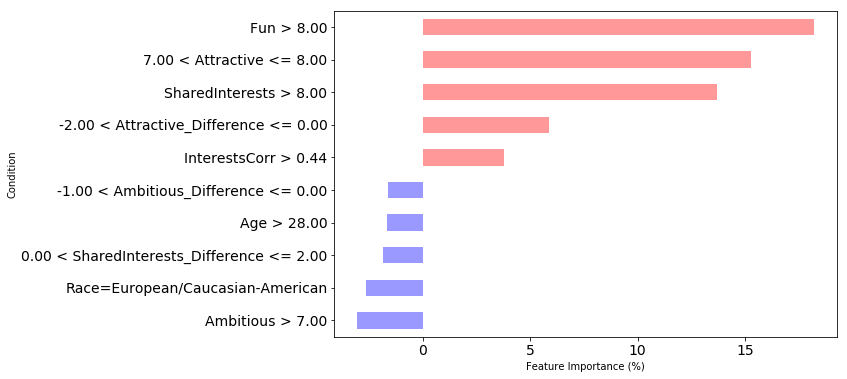 Fun > 8.00
7.00 < Attractive <= 8.00
SharedInterests > 8.00
-2.00 < Attractive_Difference <= 0.00
InterestsCorr > 0.44
-1.00 < Ambitious_Difference <= 0.00
Age > 28.00
0.00 < SharedInterests_Difference <= 2.00
Race=European/Caucasian-American
Ambitious > 7.00
Condition
0 5 10 15
Feature Importance (%)